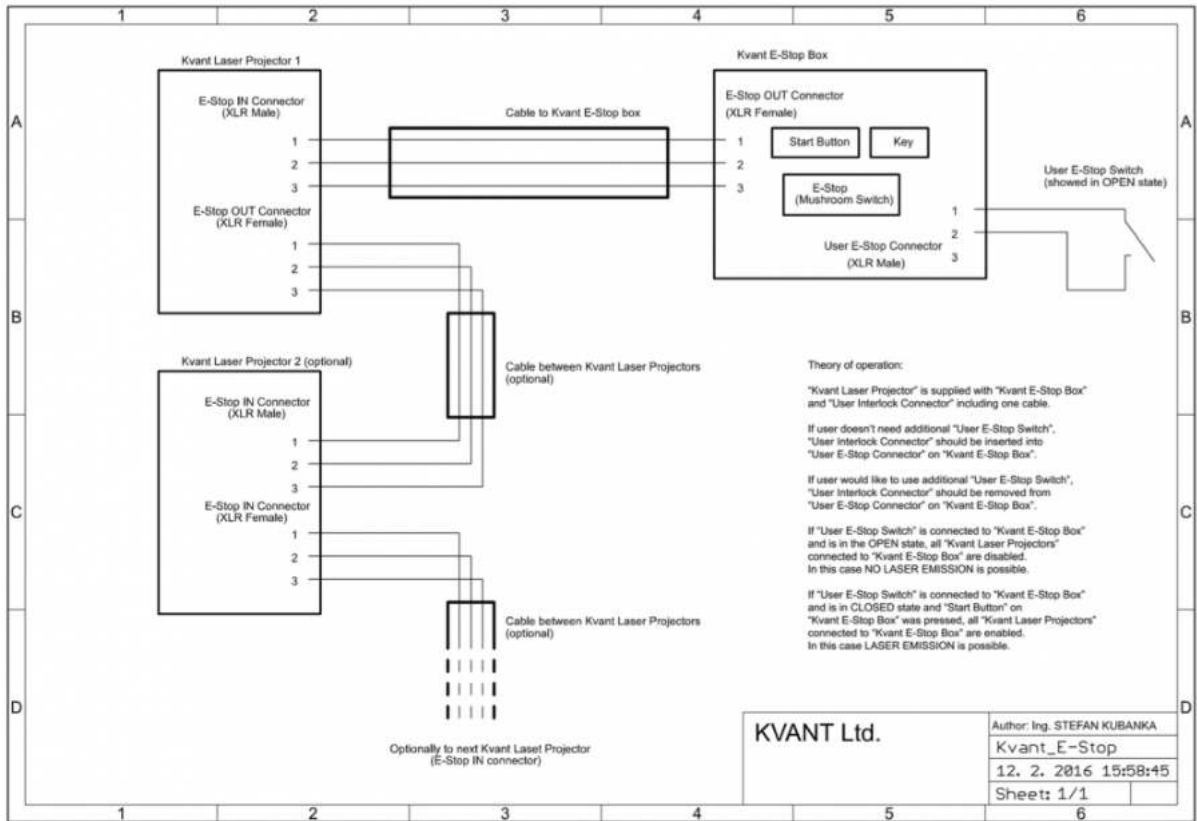 1 2 3 4 5 6
Kvant Laser Projector 1
E-Stop IN Connector
(XLR Male)
1
2
3
E-Stop OUT Connector
(XLR Female)
1
2
3
Cable to Kvant E-Stop box
Kvant E-Stop Box
E-Stop OUT Connector
(XLR Female)
1
2
3
Start Button
Key
E-Stop
(Mushroom Switch)
1
2
3
User E-Stop Connector
(XLR Male)
User E-Stop Switch
(showed in OPEN state)
A A
B B
C C
D D
Kvant Laser Projector 2 (optional)
E-Stop IN Connector
(XLR Male)
1
2
3
E-Stop IN Connector
(XLR Female)
1
2
3
Cable between Kvant Laser Projectors
(optional)
Cable between Kvant Laser Projectors
(optional)
Optionally to next Kvant Laset Projector
(E-Stop IN connector)
Theory of operation:
"Kvant Laser Projector" is supplied with "Kvant E-Stop Box"
and "User Interlock Connector" including one cable.
If user doesn't need additional "User E-Stop Switch",
"User Interlock Connector" should be inserted into
"User E-Stop Connector" on "Kvant E-Stop Box".
If user would like to use additional "User E-Stop Switch",
"User Interlock Connector" should be removed from
"User E-Stop Connector" on "Kvant E-Stop Box".
If "User E-Stop Switch" is connected to "Kvant E-Stop Box"
and is in the OPEN state, all "Kvant Laser Projectors"
connected to "Kvant E-Stop Box" are disabled.
In this case NO LASER EMISSION is possible.
If "User E-Stop Switch" is connected to "Kvant E-Stop Box"
and is in CLOSED state and "Start Button" on
"Kvant E-Stop Box" was pressed, all "Kvant Laser Projectors"
connected to "Kvant E-Stop Box" are enabled.
In this case LASER EMISSION is possible.
KVANT Ltd.
Author: Ing. STEFAN KUBANKA
Kvant_E-Stop
12. 2. 2016 15:58:45
Sheet: 1/1
1 2 3 4 5 6